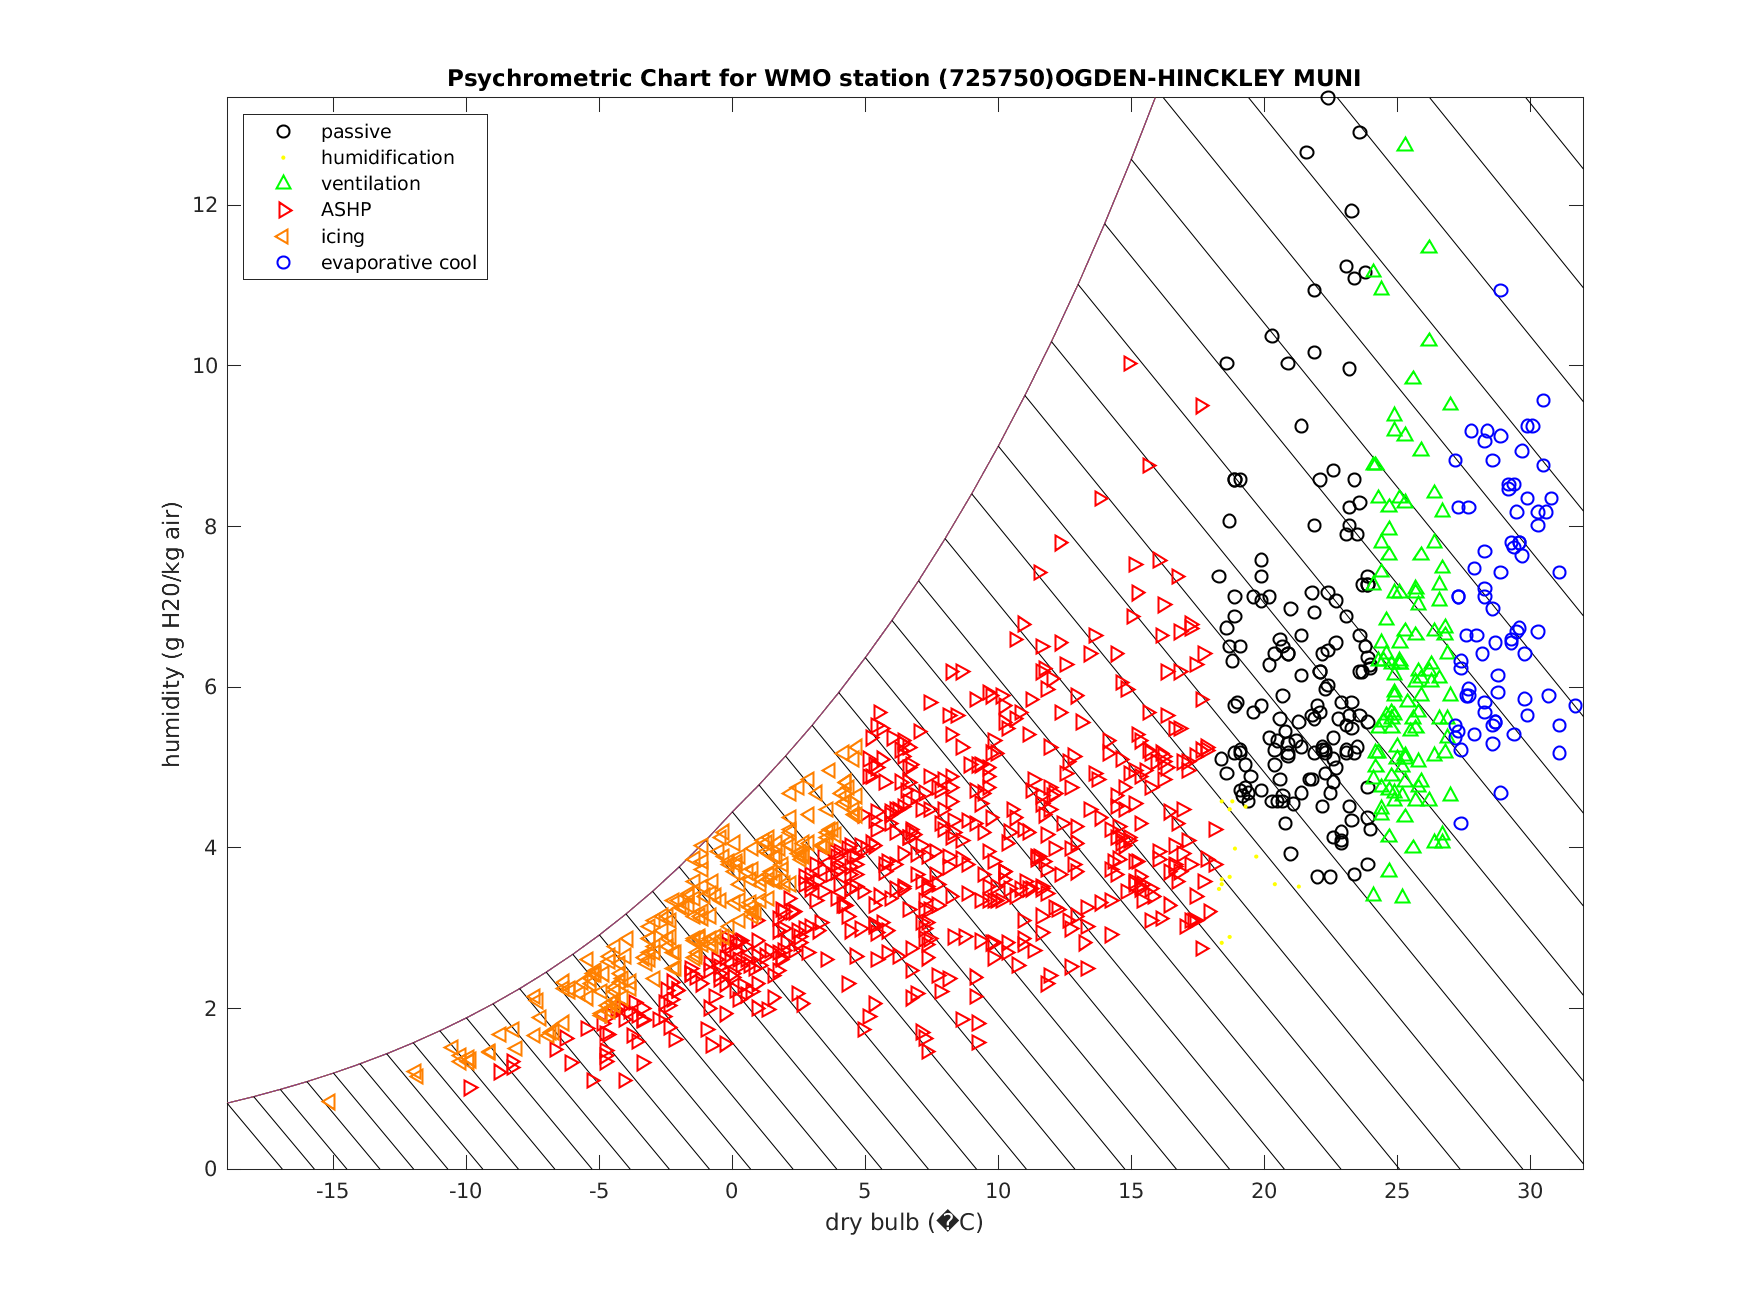 Psychrometric Chart for WMO station (725750)OGDEN-HINCKLEY MUNI
passive
humidification
ventilation
ASHP
icing
evaporative cool
humidity (g H20/kg air)
12
10
8
6
4
2
0
-15 -10 -5 0 5 10 15 20 25 30
dry bulb (�C)